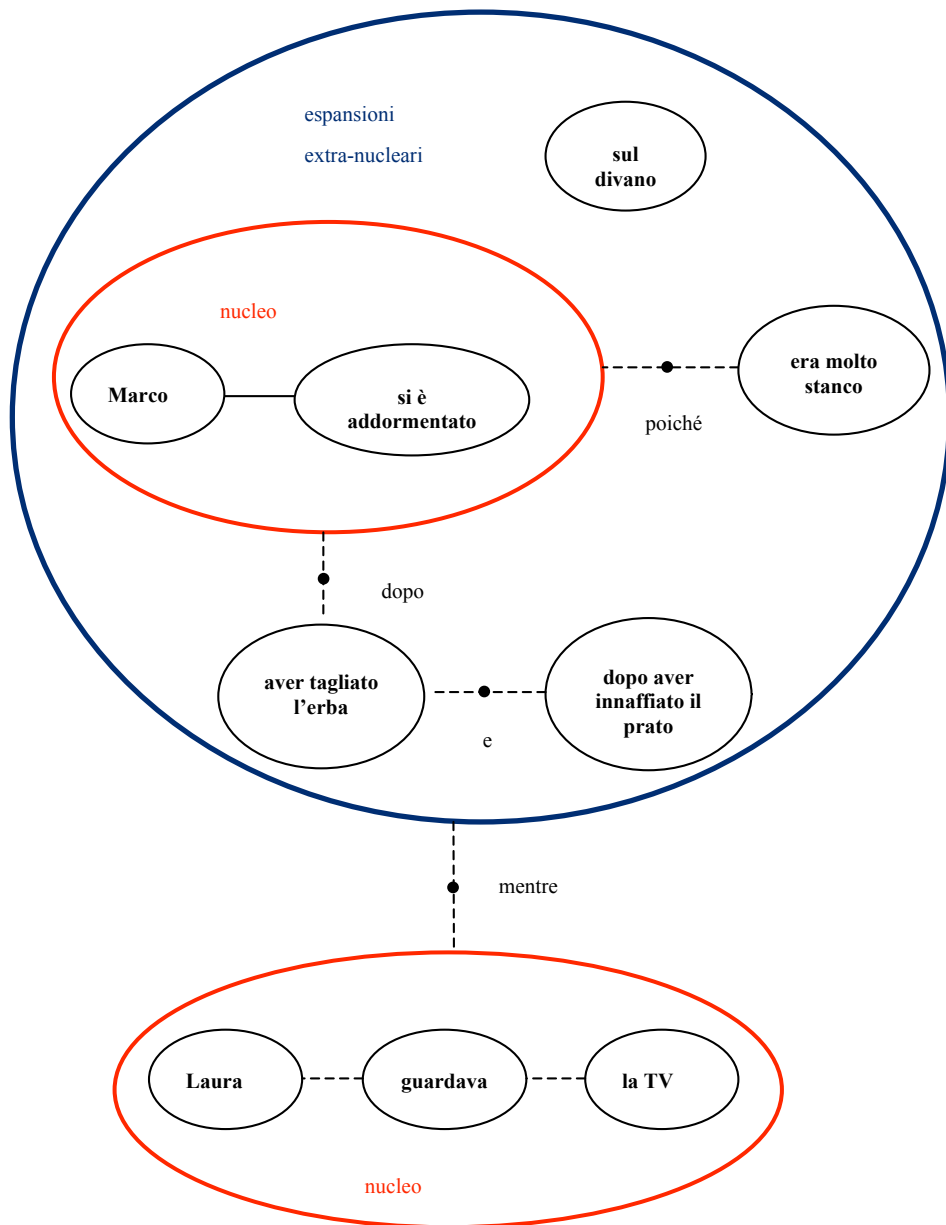 espansioni
extra-nucleari
sul
divano
nucleo
Marco
si è
addormentato
era molto
stanco
poiché
dopo
aver tagliato
l'erba
e
dopo aver
innaffiato il
prato
mentre
Laura
guardava
la TV
nucleo